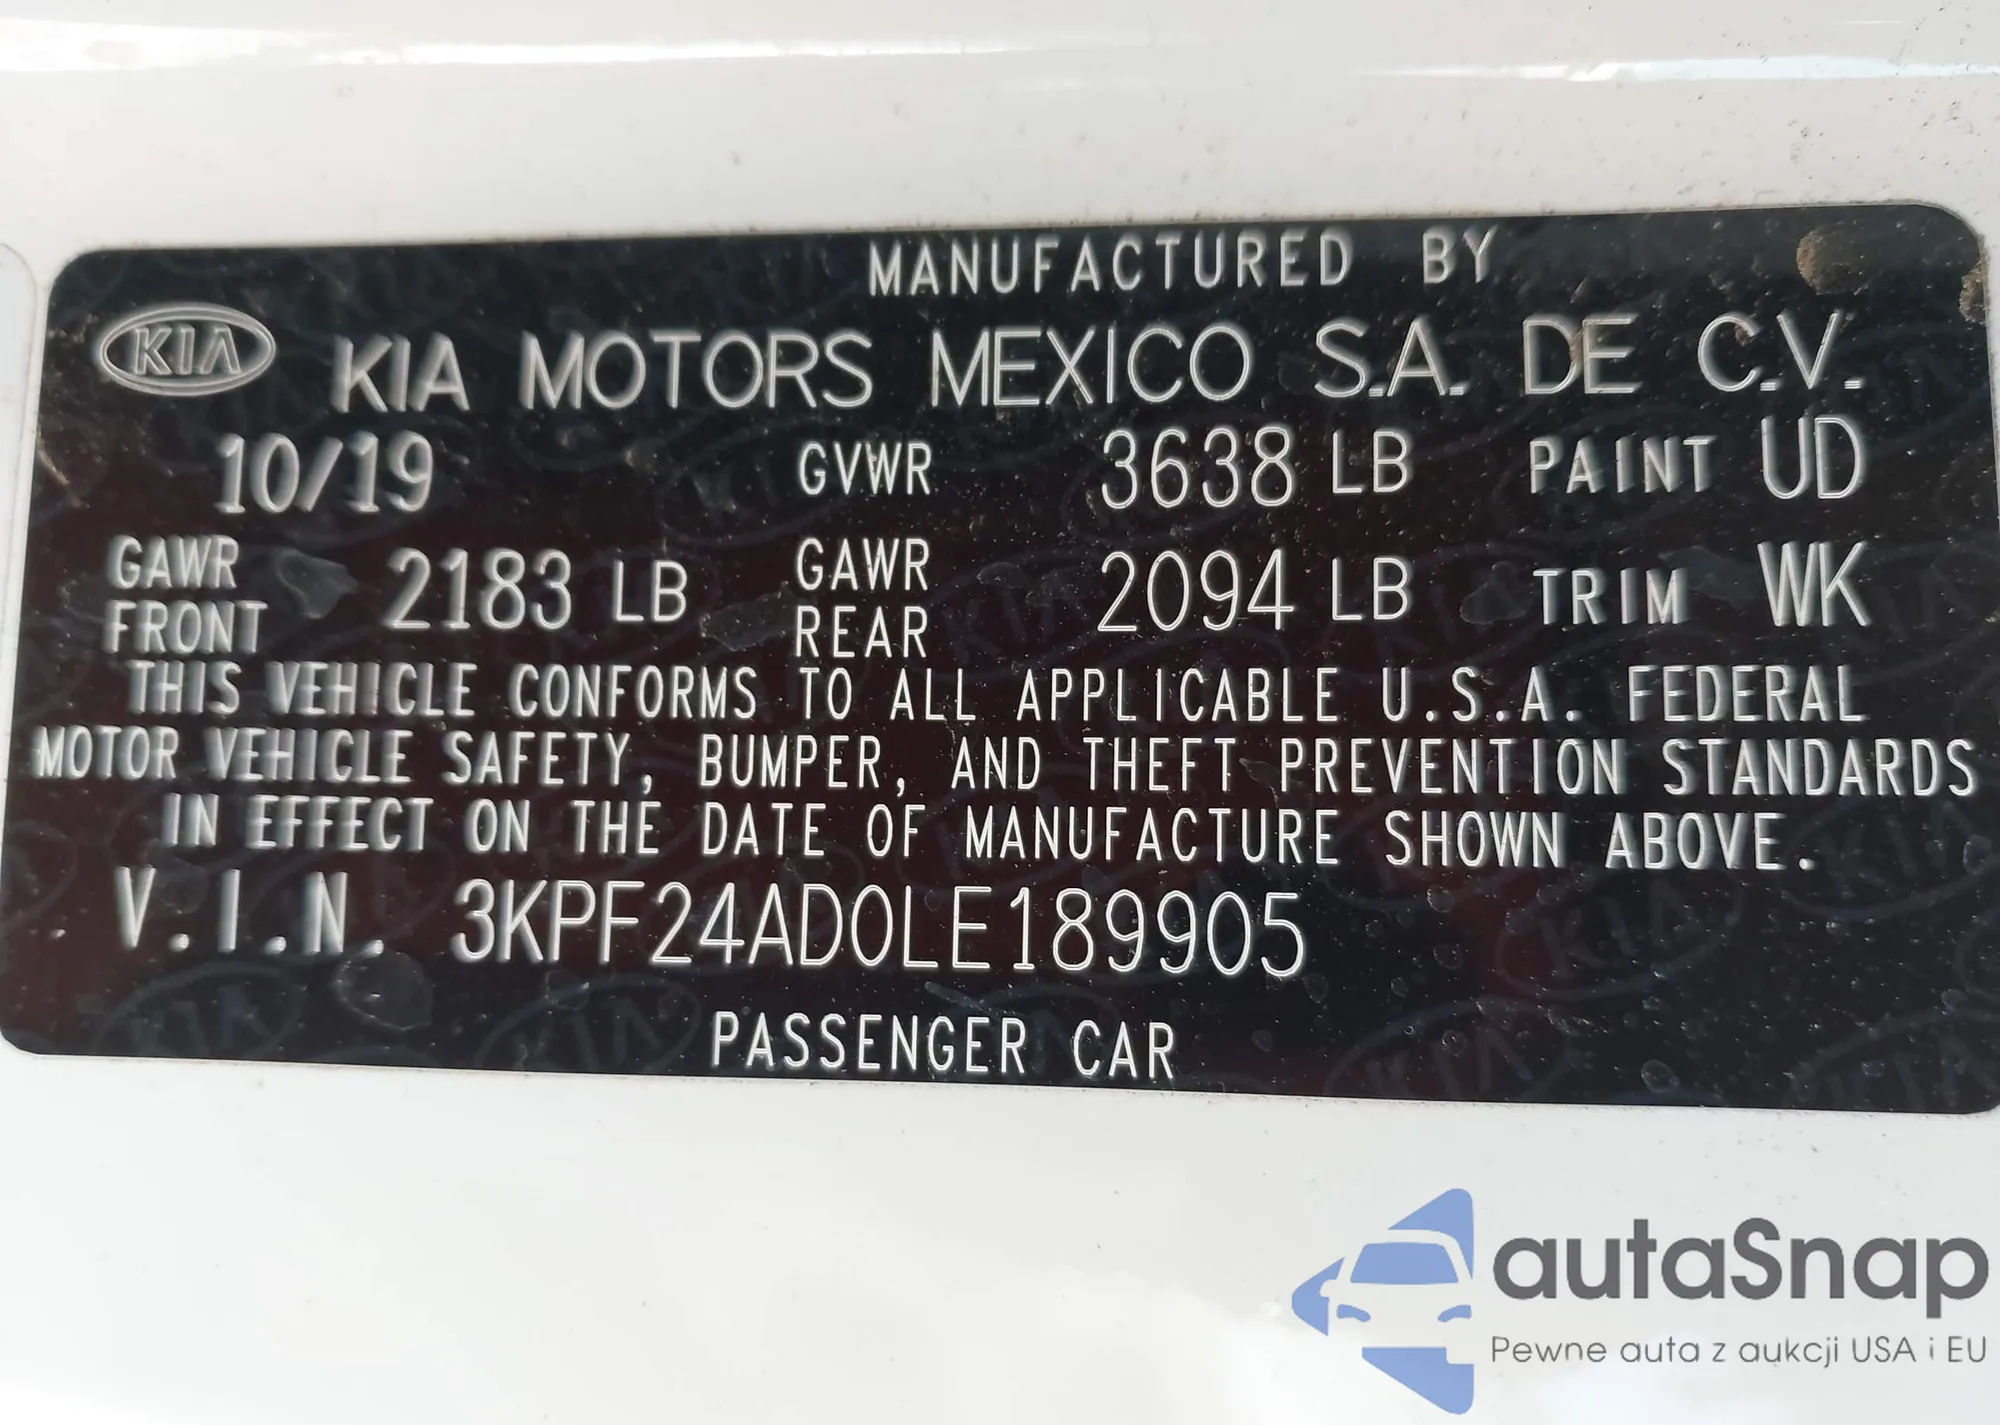 MANUFACTURED BY
KIA KIA MOTORS MEXICO S.A. DE C.V.
10/19 GVWR 3638 LB PAINT UD
GAWR FRONT 2183 LB GAWR REAR 2094 LB TRIM WK
THIS VEHICLE CONFORMS TO ALL APPLICABLE U.S.A. FEDERAL
MOTOR VEHICLE SAFETY, BUMPER, AND THEFT PREVENTION STANDARDS
IN EFFECT ON THE DATE OF MANUFACTURE SHOWN ABOVE.
V.I.N. 3KPF24AD0LE189905
PASSENGER CAR
autaSnap
Pewne auta z aukcji USA i EU